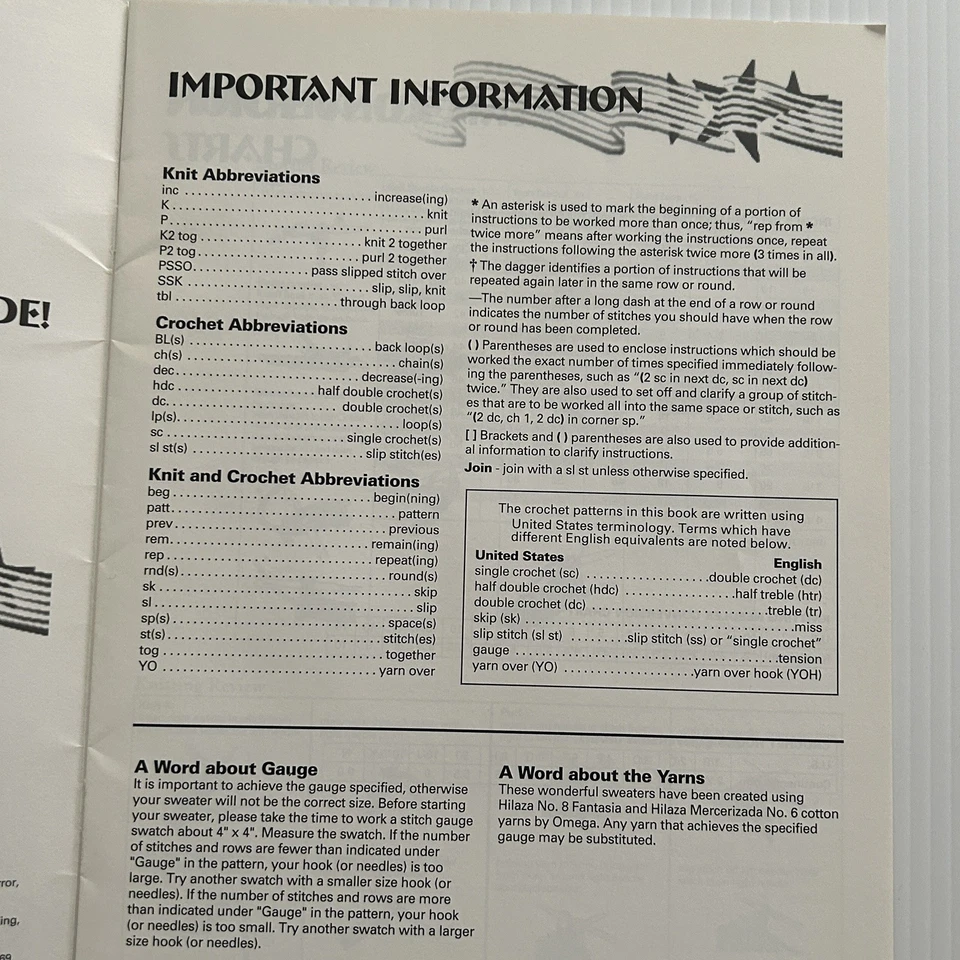 IMPORTANT INFORMATION
Knit Abbreviations
inc ............................ increase(ing)
K ...................................... knit
P ...................................... purl
K2 tog ......................... knit 2 together
P2 tog .......................... purl 2 together
PSSO .................. pass slipped stitch over
SSK ............................ slip, slip, knit
tbl ......................... through back loop
Crochet Abbreviations
BL(s) ............................ back loop(s)
ch(s) ................................ chain(s)
dec ............................ decrease(-ing)
hdc ..................... half double crochet(s)
dc. .......................... double crochet(s)
lp(s) ................................. loop(s)
sc ........................... single crochet(s)
sl st(s) .......................... slip stitch(es)
Knit and Crochet Abbreviations
beg .............................. begin(ning)
patt .................................. pattern
prev ................................ previous
rem .............................. remain(ing)
rep ............................... repeat(ing)
rnd(s) ............................... round(s)
sk ....................................... skip
sl ........................................ slip
sp(s) ................................ space(s)
st(s) ................................ stitch(es)
tog ................................. together
YO ................................ yarn over
* An asterisk is used to mark the beginning of a portion of
instructions to be worked more than once; thus, "rep from *
twice more" means after working the instructions once, repeat
the instructions following the asterisk twice more (3 times in all).
† The dagger identifies a portion of instructions that will be
repeated again later in the same row or round.
—The number after a long dash at the end of a row or round
indicates the number of stitches you should have when the row
or round has been completed.
( ) Parentheses are used to enclose instructions which should be
worked the exact number of times specified immediately follow-
ing the parentheses, such as "(2 sc in next dc, sc in next dc)
twice." They are also used to set off and clarify a group of stitch-
es that are to be worked all into the same space or stitch, such as
"(2 dc, ch 1, 2 dc) in corner sp."
[ ] Brackets and ( ) parentheses are also used to provide addition-
al information to clarify instructions.
Join - join with a sl st unless otherwise specified.
The crochet patterns in this book are written using
United States terminology. Terms which have
different English equivalents are noted below.
United States English
single crochet (sc) ...................double crochet (dc)
half double crochet (hdc) .................half treble (htr)
double crochet (dc) ...........................treble (tr)
skip (sk) .........................................miss
slip stitch (sl st) .........slip stitch (ss) or "single crochet"
gauge .........................................tension
yarn over (YO) ....................yarn over hook (YOH)
A Word about Gauge
It is important to achieve the gauge specified, otherwise
your sweater will not be the correct size. Before starting
your sweater, please take the time to work a stitch gauge
swatch about 4" x 4". Measure the swatch. If the number
of stitches and rows are fewer than indicated under
"Gauge" in the pattern, your hook (or needles) is too
large. Try another swatch with a smaller size hook (or
needles). If the number of stitches and rows are more
than indicated under "Gauge" in the pattern, your hook
(or needles) is too small. Try another swatch with a larger
size hook (or needles).
A Word about the Yarns
These wonderful sweaters have been created using
Hilaza No. 8 Fantasia and Hilaza Mercerizada No. 6 cotton
yarns by Omega. Any yarn that achieves the specified
gauge may be substituted.
DE!
ror,
ing,